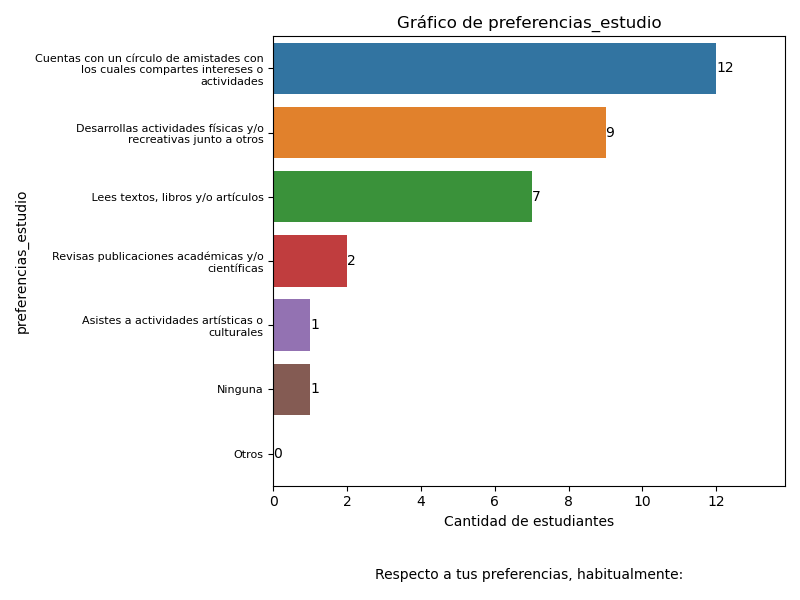 Gráfico de preferencias_estudio
preferencias_estudio
Cuentas con un círculo de amistades con
los cuales compartes intereses o
actividades
12
Desarrollas actividades físicas y/o
recreativas junto a otros
9
Lees textos, libros y/o artículos
7
Revisas publicaciones académicas y/o
científicas
2
Asistes a actividades artísticas o
culturales
1
Ninguna
1
Otros
0
0 2 4 6 8 10 12
Cantidad de estudiantes
Respecto a tus preferencias, habitualmente: